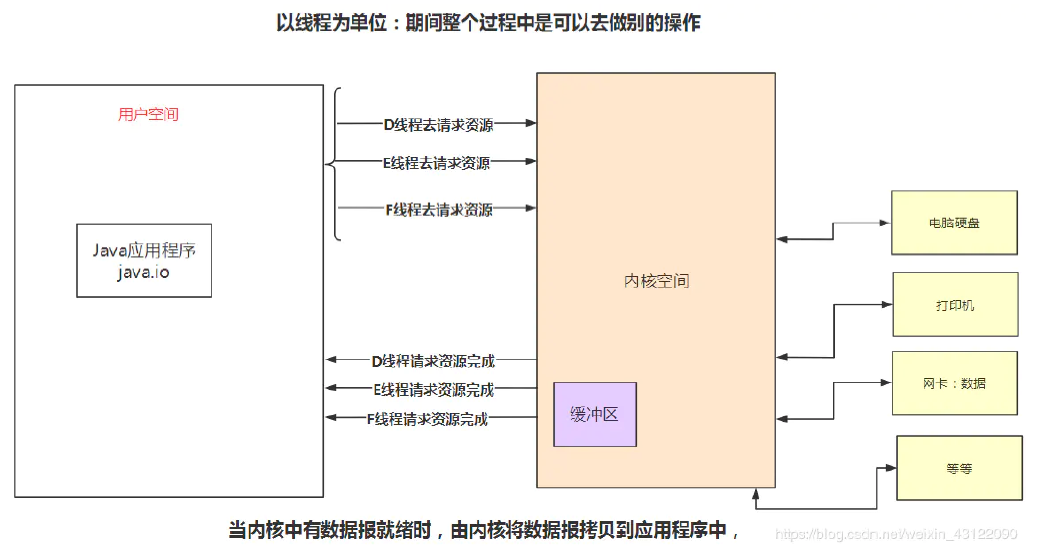 以线程为单位：期间整个过程中是可以去做别的操作
用户空间
Java应用程序
java.io
D线程去请求资源
E线程去请求资源
F线程去请求资源
D线程请求资源完成
E线程请求资源完成
F线程请求资源完成
内核空间
缓冲区
电脑硬盘
打印机
网卡：数据
等等
当内核中有数据报就绪时，由内核将数据报拷贝到应用程序中，
https://blog.csdn.net/weixin_43122090